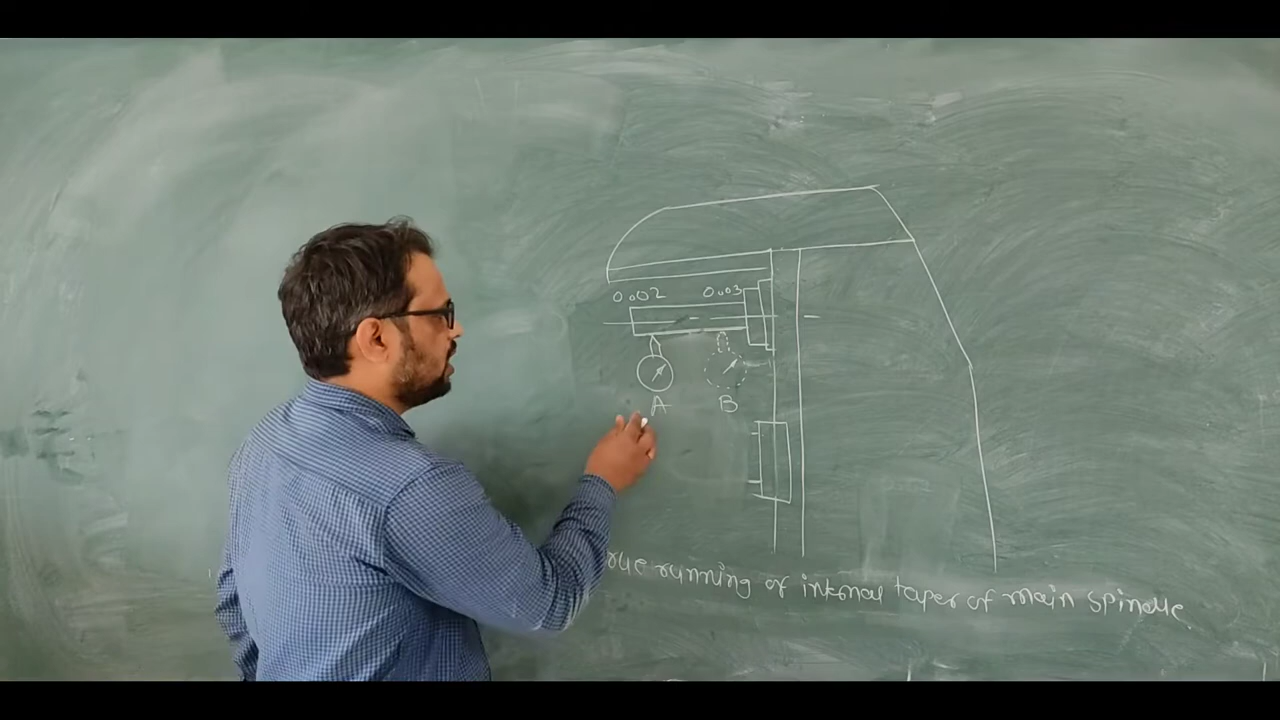 0.002 0.003
A B
rue running of internal taper of main spindle